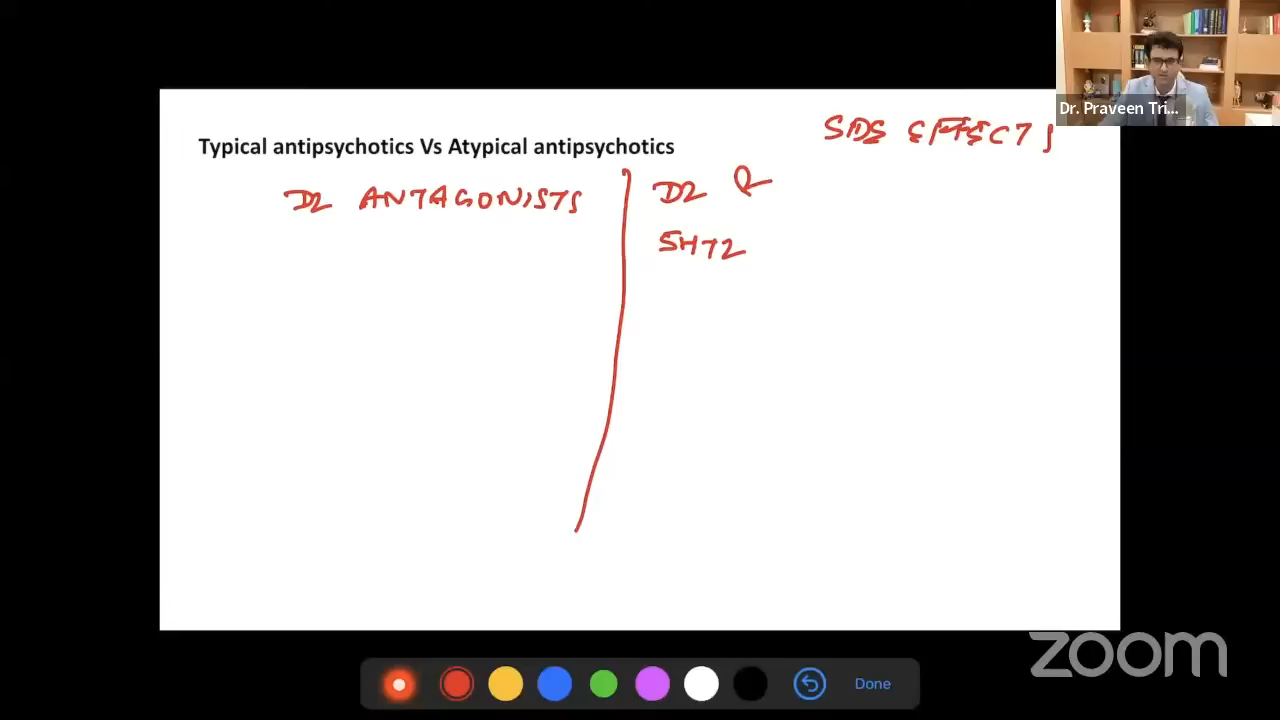 Dr. Praveen Tri...
SIDE EFFECTS
Typical antipsychotics Vs Atypical antipsychotics
D2 ANTAGONISTS
D2 &
5HT2
zoom
Done